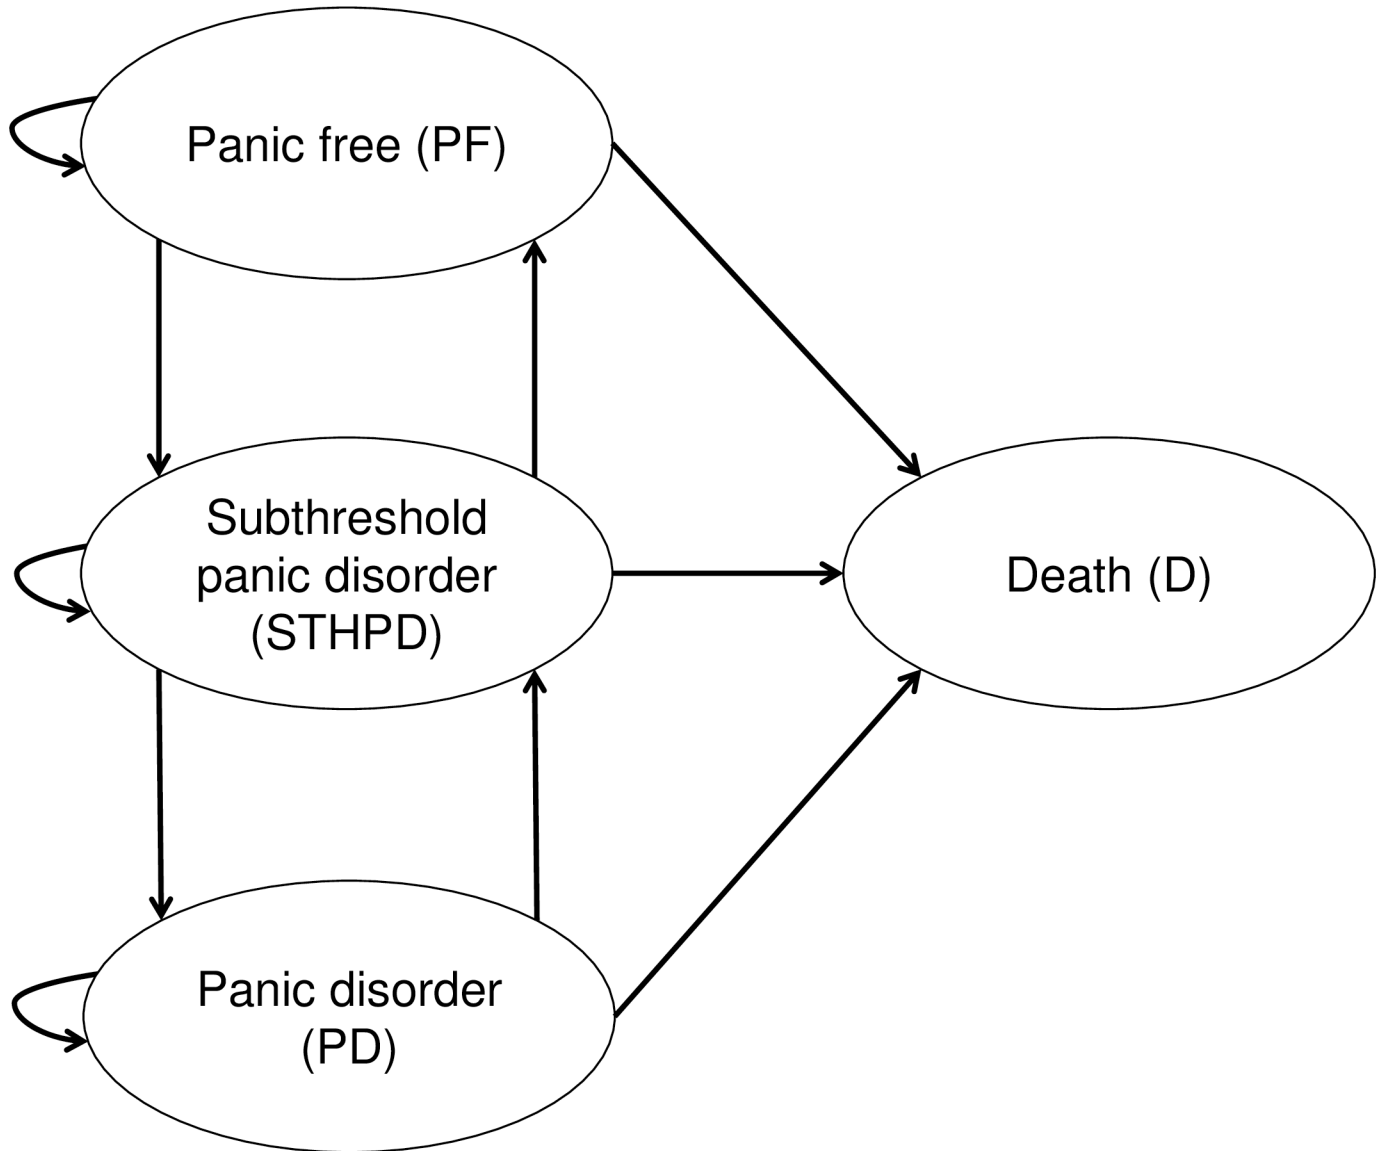 Panic free (PF)
Subthreshold
panic disorder
(STHPD)
Death (D)
Panic disorder
(PD)